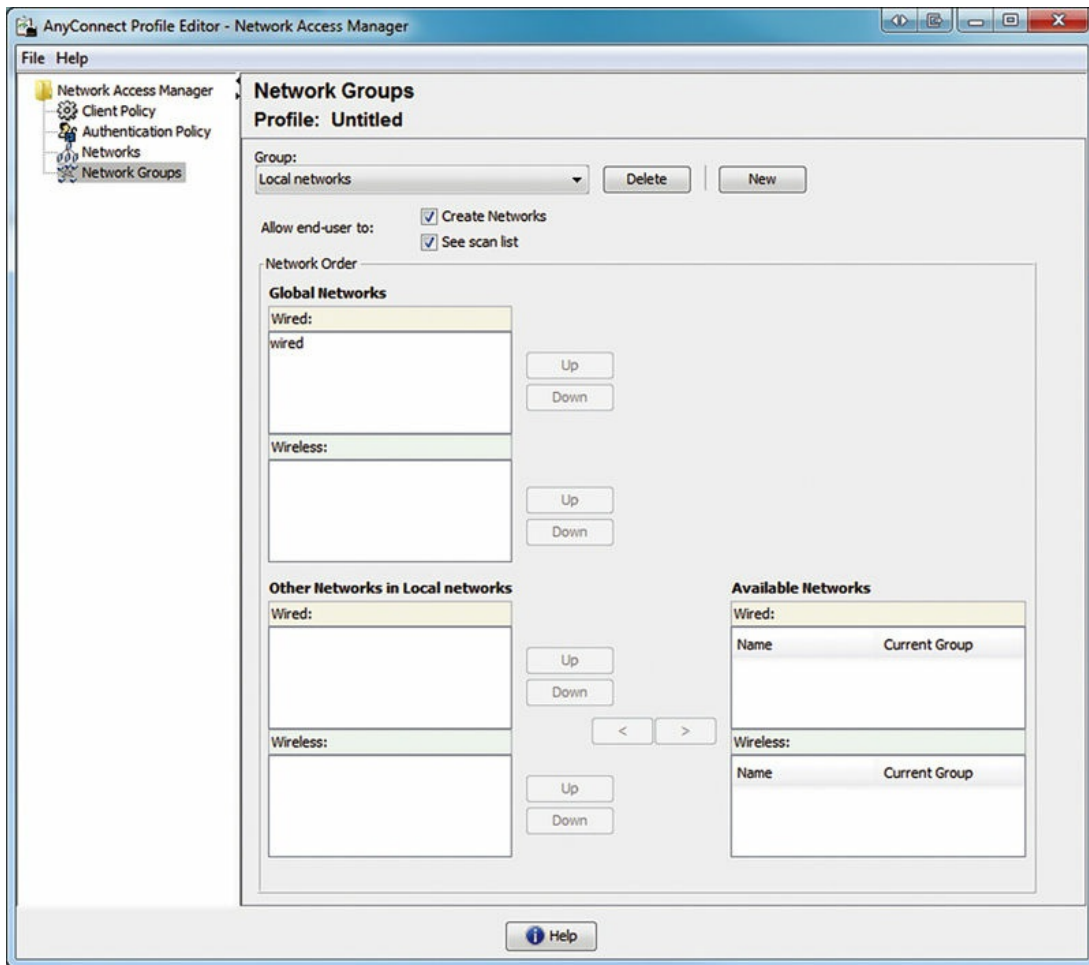 AnyConnect Profile Editor - Network Access Manager
File Help
Network Access Manager
Client Policy
Authentication Policy
Networks
Network Groups
Network Groups
Profile: Untitled
Group:
Local networks
Delete
New
Allow end-user to:
Create Networks
See scan list
Network Order
Global Networks
Wired:
wired
Up
Down
Wireless:
Up
Down
Other Networks in Local networks
Wired:
Up
Down
< >
Wireless:
Up
Down
Available Networks
Wired:
Name Current Group
Wireless:
Name Current Group
Help